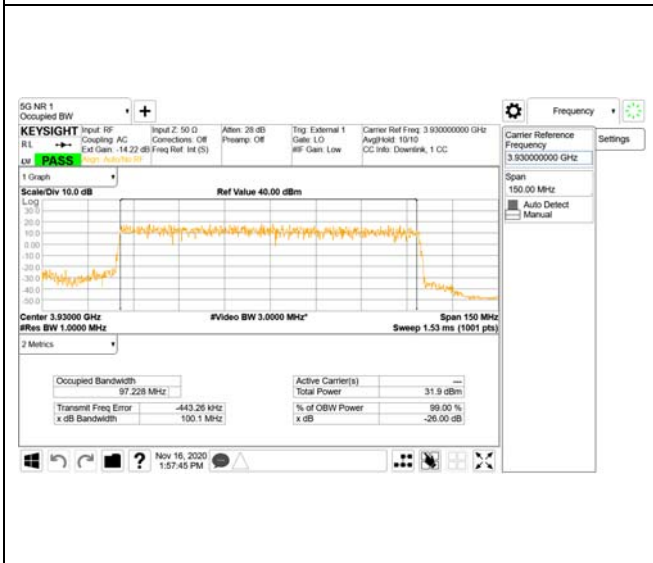 5G NR 1
Occupied BW
Frequency
KEYSIGHT
Input: RF
Coupling: AC
Ext Gain: -14.22 dB
Align: Auto/No RF
Input Z: 50 Ω
Corrections: Off
Freq Ref: Int (S)
Atten: 28 dB
Preamp: Off
Trig: External 1
Gate: LO
#IF Gain: Low
Carrier Ref Freq: 3.930000000 GHz
Avg|Hold: 10/10
CC Info: Downlink, 1 CC
RL
PASS
Carrier Reference
Frequency
3.930000000 GHz
Settings
Span
150.00 MHz
Auto Detect
Manual
1 Graph
Scale/Div 10.0 dB
Ref Value 40.00 dBm
Log
30.0
20.0
10.0
0.00
-10.0
-20.0
-30.0
-40.0
-50.0
Center 3.93000 GHz
#Video BW 3.0000 MHz*
Span 150 MHz
#Res BW 1.0000 MHz
Sweep 1.53 ms (1001 pts)
2 Metrics
Occupied Bandwidth
97.228 MHz
Active Carrier(s) ---
Total Power 31.9 dBm
Transmit Freq Error -443.26 kHz
% of OBW Power 99.00 %
x dB Bandwidth 100.1 MHz
x dB -26.00 dB
?
Nov 16, 2020
1:57:45 PM